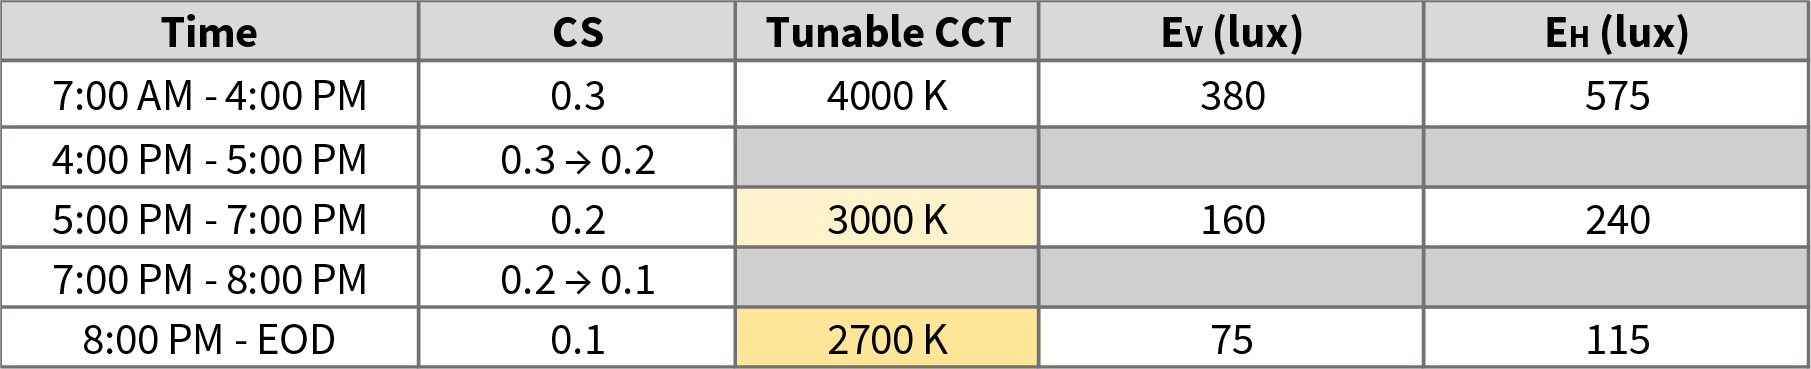 Time CS Tunable CCT EV (lux) EH (lux)
7:00 AM - 4:00 PM 0.3 4000 K 380 575
4:00 PM - 5:00 PM 0.3 → 0.2
5:00 PM - 7:00 PM 0.2 3000 K 160 240
7:00 PM - 8:00 PM 0.2 → 0.1
8:00 PM - EOD 0.1 2700 K 75 115